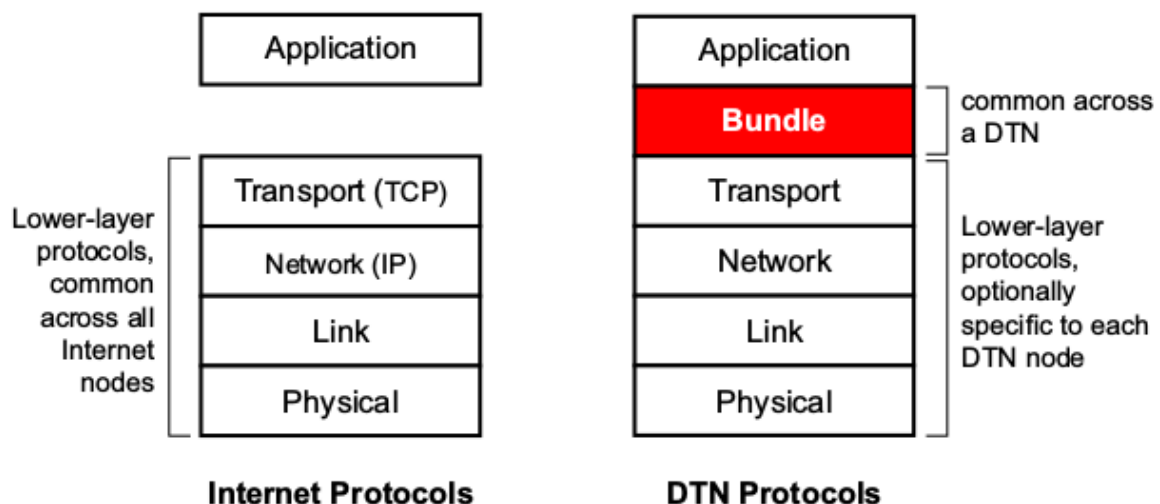 Application
Transport (TCP)
Network (IP)
Link
Physical
Lower-layer
protocols,
common
across all
Internet
nodes
Internet Protocols
Application
Bundle
Transport
Network
Link
Physical
common across
a DTN
Lower-layer
protocols,
optionally
specific to each
DTN node
DTN Protocols